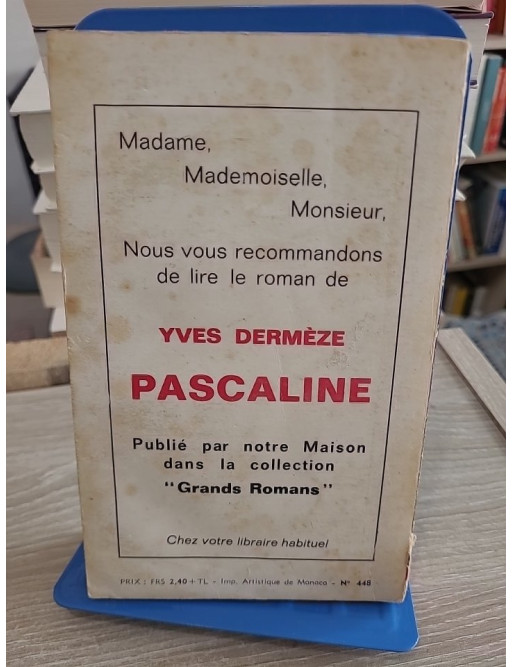 Madame,
Mademoiselle,
Monsieur,
Nous vous recommandons
de lire le roman de
YVES DERMÈZE
PASCALINE
Publié par notre Maison
dans la collection
"Grands Romans"
Chez votre libraire habituel
PRIX : FRS 2,40 + TL - Imp. Artistique de Monaco - N° 448